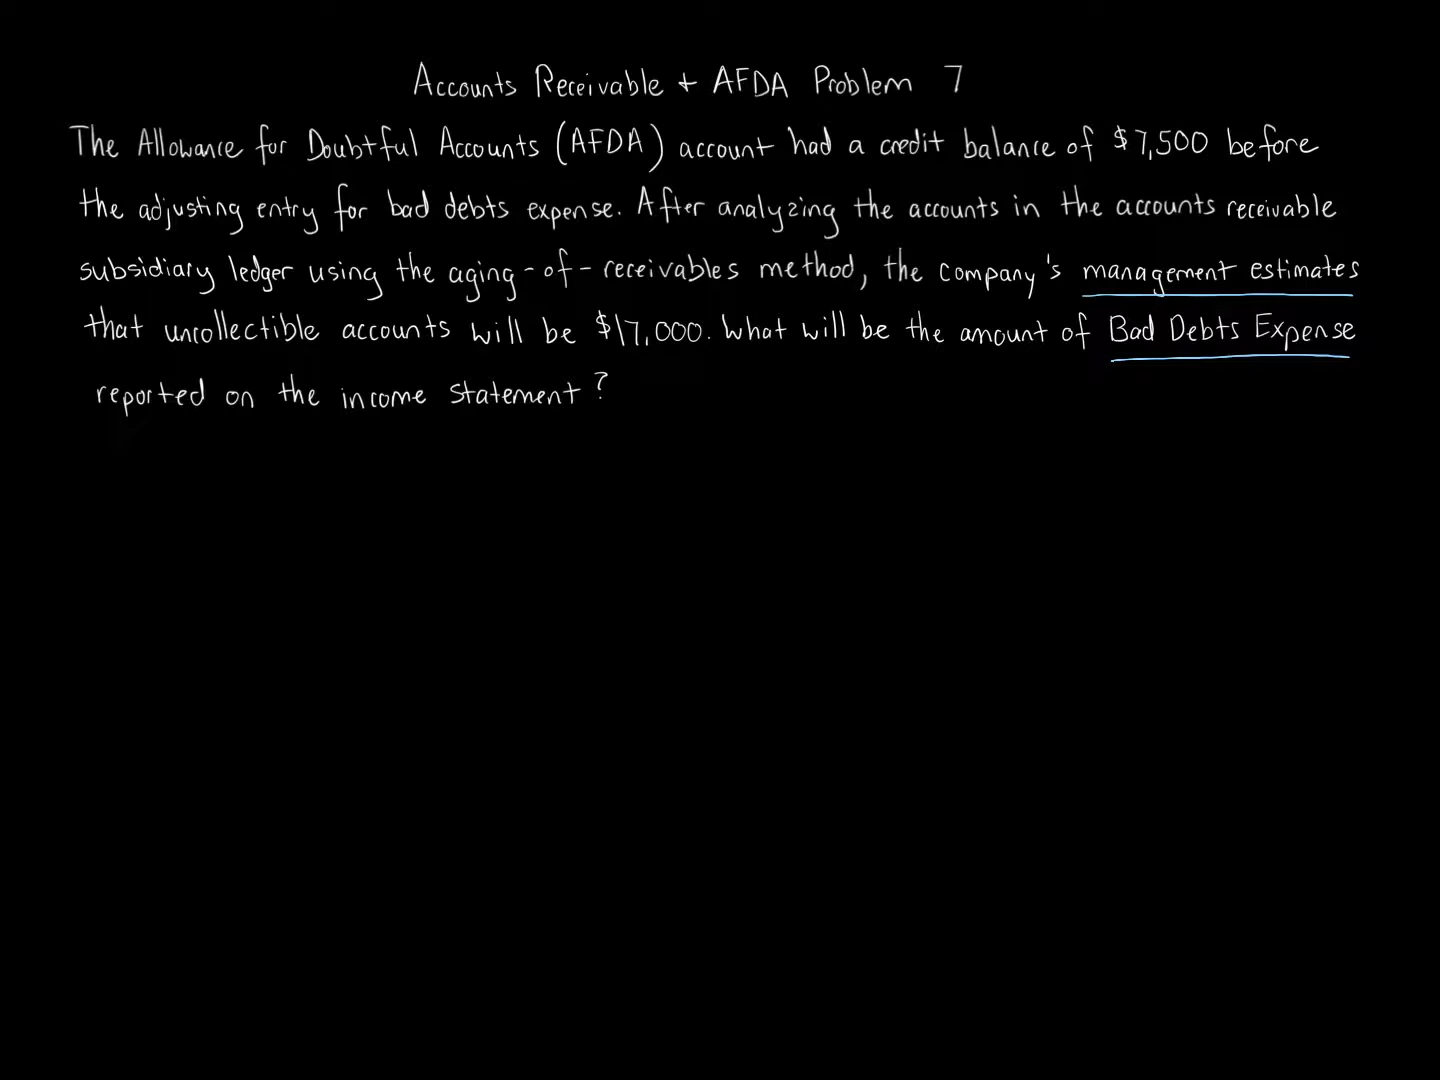 Accounts Receivable + AFDA Problem 7
The Allowance for Doubtful Accounts (AFDA) account had a credit balance of $7,500 before
the adjusting entry for bad debts expense. After analyzing the accounts in the accounts receivable
subsidiary ledger using the aging-of-receivables method, the company's management estimates
that uncollectible accounts will be $17,000. What will be the amount of Bad Debts Expense
reported on the income statement?